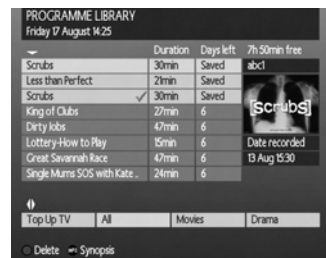 PROGRAMME LIBRARY
Friday 17 August 14:25
Duration Days left 7h 50min free
Scrubs 30min Saved abc1
Less than Perfect 21min Saved
Scrubs ✓ 30min Saved
King of Clubs 27min 6
[scrubs]
Dirty Jobs 47min 6
Lottery-How to Play 15min 6 Date recorded
Great Savannah Race 47min 6 13 Aug 15:30
Single Mums SOS with Kate .. 24min 6
Top Up TV All Movies Drama
Delete Synopsis